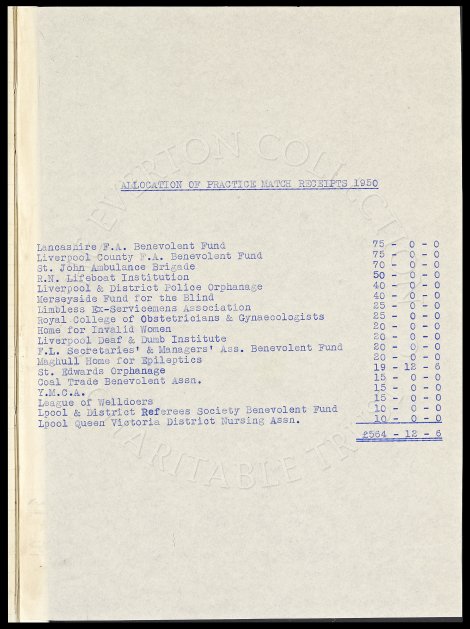 ALLOCATION OF PRACTICE MATCH RECEIPTS 1950
Lancashire F.A. Benevolent Fund 75 - 0 - 0
Liverpool County F.A. Benevolent Fund 75 - 0 - 0
St. John Ambulance Brigade 70 - 0 - 0
R.N. Lifeboat Institution 50 - 0 - 0
Liverpool & District Police Orphanage 40 - 0 - 0
Merseyside Fund for the Blind 40 - 0 - 0
Limbless Ex-Servicemens Association 25 - 0 - 0
Royal College of Obstetricians & Gynaecologists 25 - 0 - 0
Home for Invalid Women 20 - 0 - 0
Liverpool Deaf & Dumb Institute 20 - 0 - 0
F.L. Secretaries' & Managers' Ass. Benevolent Fund 20 - 0 - 0
Maghull Home for Epileptics 20 - 0 - 0
St. Edwards Orphanage 19 - 12 - 6
Coal Trade Benevolent Assn. 15 - 0 - 0
Y.M.C.A. 15 - 0 - 0
League of Welldoers 15 - 0 - 0
Lpool & District Referees Society Benevolent Fund 10 - 0 - 0
Lpool Queen Victoria District Nursing Assn. 10 - 0 - 0
£564 - 12 - 6